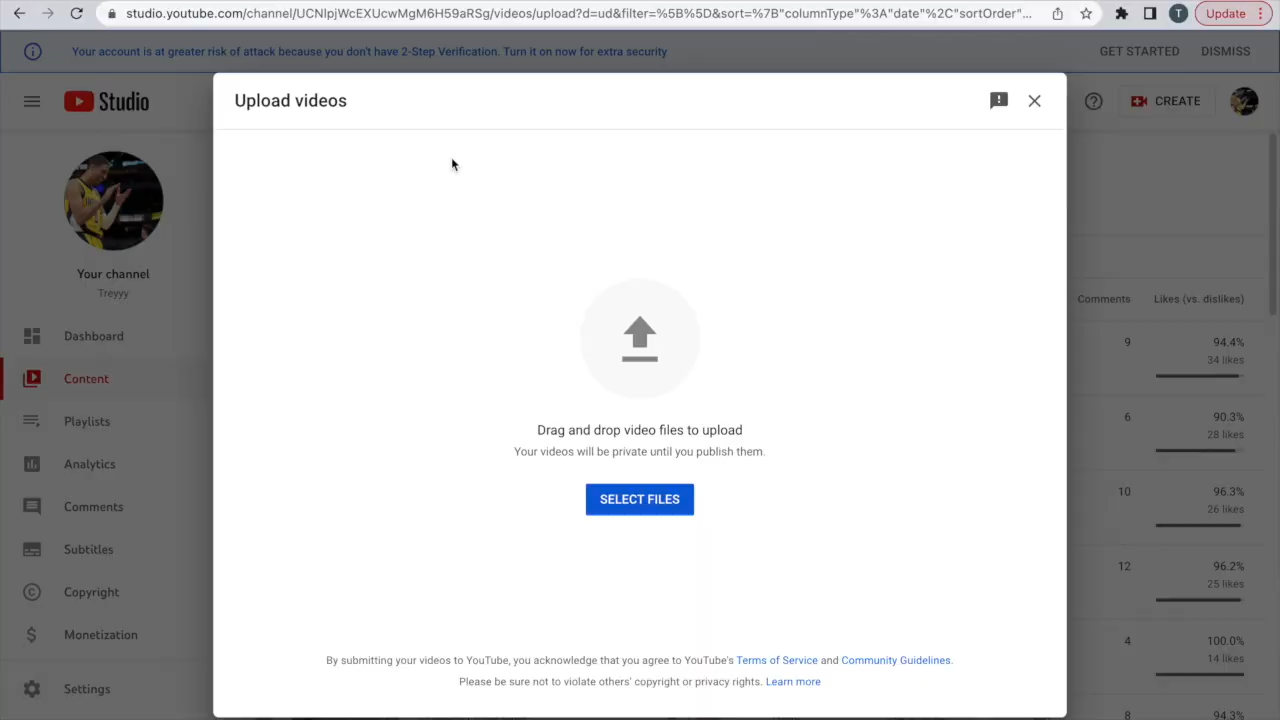 studio.youtube.com/channel/UCNlpjWcEXUcwMgM6H59aRSg/videos/upload?d=ud&filter=%5B%5D&sort=%7B"columnType"%3A"date"%2C"sortOrder"...
T
Update
Your account is at greater risk of attack because you don't have 2-Step Verification. Turn it on now for extra security
GET STARTED
DISMISS
Studio
Upload videos
CREATE
Your channel
Treyyy
Dashboard
Content
Playlists
Analytics
Comments
Subtitles
Copyright
Monetization
Settings
Drag and drop video files to upload
Your videos will be private until you publish them.
SELECT FILES
By submitting your videos to YouTube, you acknowledge that you agree to YouTube's Terms of Service and Community Guidelines.
Please be sure not to violate others' copyright or privacy rights. Learn more
Comments Likes (vs. dislikes)
9 94.4%
34 likes
6 90.3%
28 likes
10 96.3%
26 likes
12 96.2%
25 likes
4 100.0%
14 likes
8 94.3%